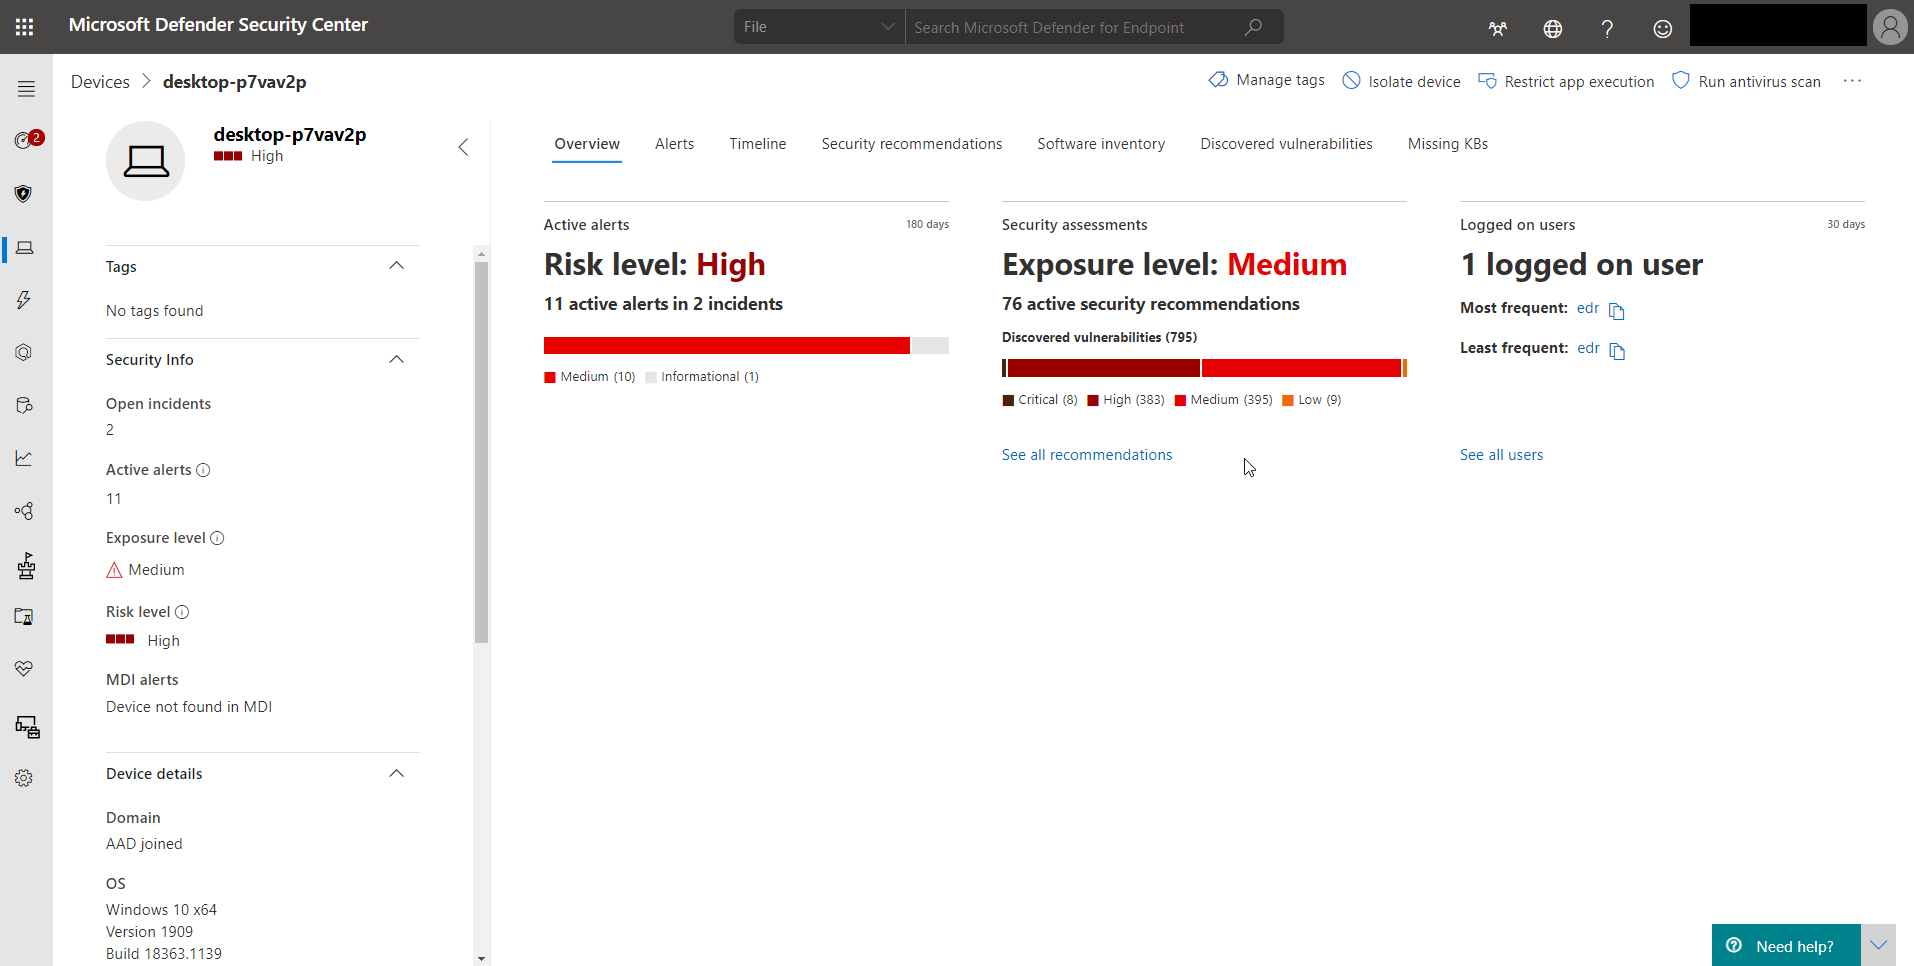 Microsoft Defender Security Center
File
Search Microsoft Defender for Endpoint
?
Devices > desktop-p7vav2p
Manage tags
Isolate device
Restrict app execution
Run antivirus scan
...
2
desktop-p7vav2p
High
Overview
Alerts
Timeline
Security recommendations
Software inventory
Discovered vulnerabilities
Missing KBs
Tags
No tags found
Security Info
Open incidents
2
Active alerts
11
Exposure level
Medium
Risk level
High
MDI alerts
Device not found in MDI
Device details
Domain
AAD joined
OS
Windows 10 x64
Version 1909
Build 18363.1139
Active alerts
180 days
Risk level: High
11 active alerts in 2 incidents
Medium (10)
Informational (1)
Security assessments
Exposure level: Medium
76 active security recommendations
Discovered vulnerabilities (795)
Critical (8)
High (383)
Medium (395)
Low (9)
See all recommendations
Logged on users
30 days
1 logged on user
Most frequent: edr
Least frequent: edr
See all users
Need help?